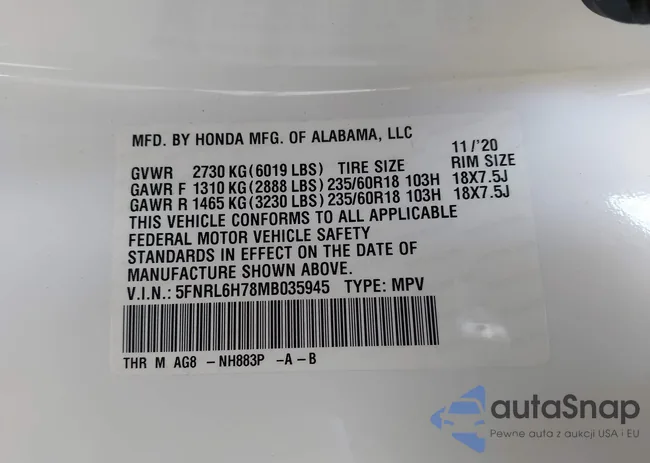 MFD. BY HONDA MFG. OF ALABAMA, LLC 11/'20
GVWR 2730 KG(6019 LBS) TIRE SIZE RIM SIZE
GAWR F 1310 KG(2888 LBS)235/60R18 103H 18X7.5J
GAWR R 1465 KG(3230 LBS)235/60R18 103H 18X7.5J
THIS VEHICLE CONFORMS TO ALL APPLICABLE
FEDERAL MOTOR VEHICLE SAFETY
STANDARDS IN EFFECT ON THE DATE OF
MANUFACTURE SHOWN ABOVE.
V.I.N.: 5FNRL6H78MB035945 TYPE: MPV
THR M AG8 - NH883P - A - B
autaSnap
Pewne auta z aukcji USA i EU